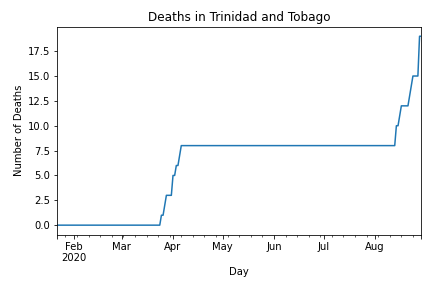 Deaths in Trinidad and Tobago
17.5
15.0
12.5
10.0
7.5
5.0
2.5
0.0
Number of Deaths
Feb Mar Apr May Jun Jul Aug
2020
Day